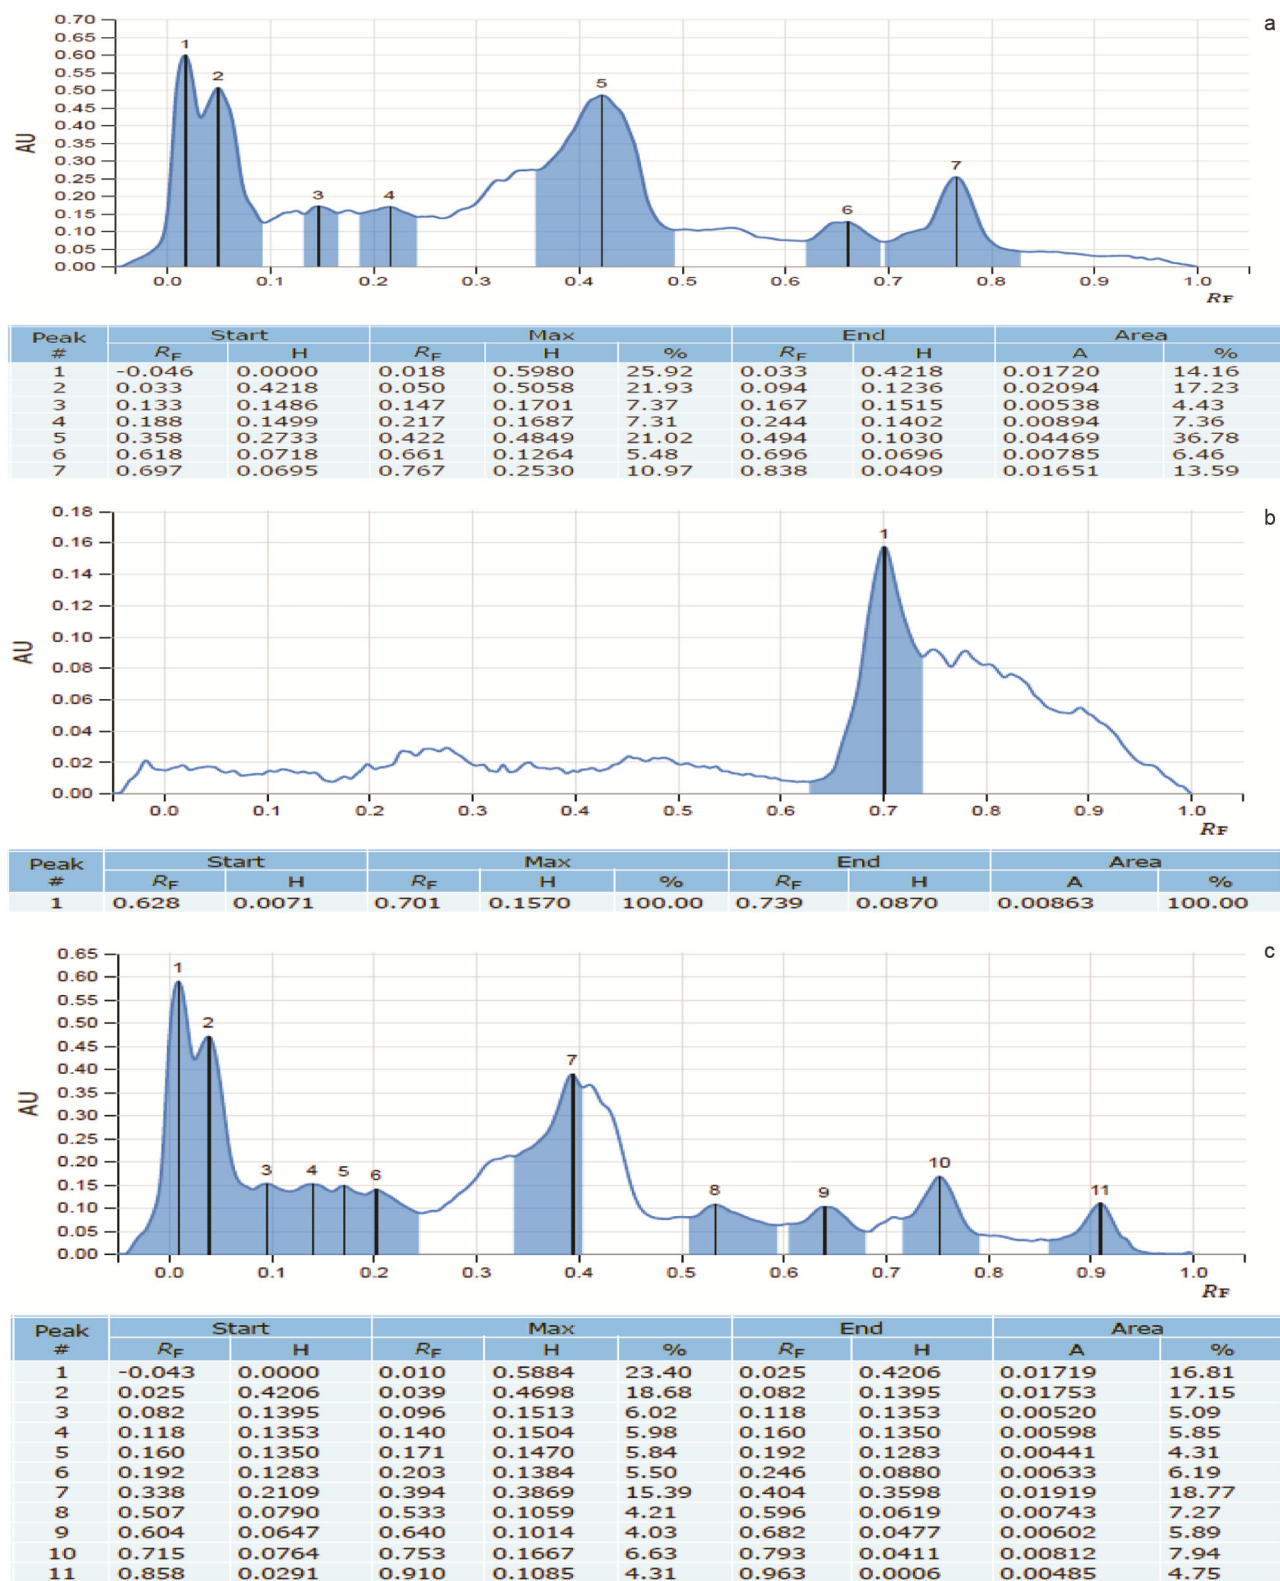 a
0.70
0.65
0.60
0.55
0.50
0.45
0.40
0.35
0.30
0.25
0.20
0.15
0.10
0.05
0.00
AU
1
2
3
4
5
6
7
0.0 0.1 0.2 0.3 0.4 0.5 0.6 0.7 0.8 0.9 1.0
RF
Peak Start Max End Area
# RF H RF H % RF H A %
1 -0.046 0.0000 0.018 0.5980 25.92 0.033 0.4218 0.01720 14.16
2 0.033 0.4218 0.050 0.5058 21.93 0.094 0.1236 0.02094 17.23
3 0.133 0.1486 0.147 0.1701 7.37 0.167 0.1515 0.00538 4.43
4 0.188 0.1499 0.217 0.1687 7.31 0.244 0.1402 0.00894 7.36
5 0.358 0.2733 0.422 0.4849 21.02 0.494 0.1030 0.04469 36.78
6 0.618 0.0718 0.661 0.1264 5.48 0.696 0.0696 0.00785 6.46
7 0.697 0.0695 0.767 0.2530 10.97 0.838 0.0409 0.01651 13.59
b
0.18
0.16
0.14
0.12
0.10
0.08
0.06
0.04
0.02
0.00
AU
1
0.0 0.1 0.2 0.3 0.4 0.5 0.6 0.7 0.8 0.9 1.0
RF
Peak Start Max End Area
# RF H RF H % RF H A %
1 0.628 0.0071 0.701 0.1570 100.00 0.739 0.0870 0.00863 100.00
c
0.65
0.60
0.55
0.50
0.45
0.40
0.35
0.30
0.25
0.20
0.15
0.10
0.05
0.00
AU
1
2
3
4
5
6
7
8
9
10
11
0.0 0.1 0.2 0.3 0.4 0.5 0.6 0.7 0.8 0.9 1.0
RF
Peak Start Max End Area
# RF H RF H % RF H A %
1 -0.043 0.0000 0.010 0.5884 23.40 0.025 0.4206 0.01719 16.81
2 0.025 0.4206 0.039 0.4698 18.68 0.082 0.1395 0.01753 17.15
3 0.082 0.1395 0.096 0.1513 6.02 0.118 0.1353 0.00520 5.09
4 0.118 0.1353 0.140 0.1504 5.98 0.160 0.1350 0.00598 5.85
5 0.160 0.1350 0.171 0.1470 5.84 0.192 0.1283 0.00441 4.31
6 0.192 0.1283 0.203 0.1384 5.50 0.246 0.0880 0.00633 6.19
7 0.338 0.2109 0.394 0.3869 15.39 0.404 0.3598 0.01919 18.77
8 0.507 0.0790 0.533 0.1059 4.21 0.596 0.0619 0.00743 7.27
9 0.604 0.0647 0.640 0.1014 4.03 0.682 0.0477 0.00602 5.89
10 0.715 0.0764 0.753 0.1667 6.63 0.793 0.0411 0.00812 7.94
11 0.858 0.0291 0.910 0.1085 4.31 0.963 0.0006 0.00485 4.75